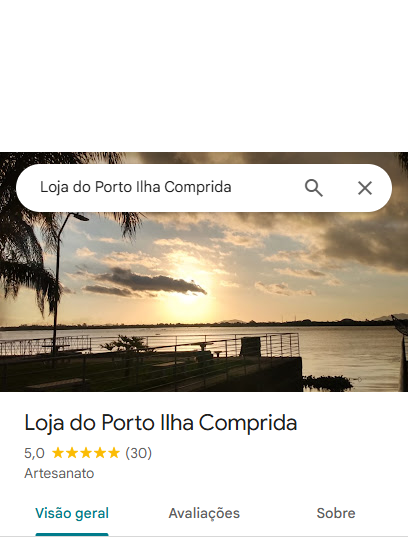 Loja do Porto Ilha Comprida
Loja do Porto Ilha Comprida
5,0 ★★★★★ (30)
Artesanato
Visão geral Avaliações Sobre